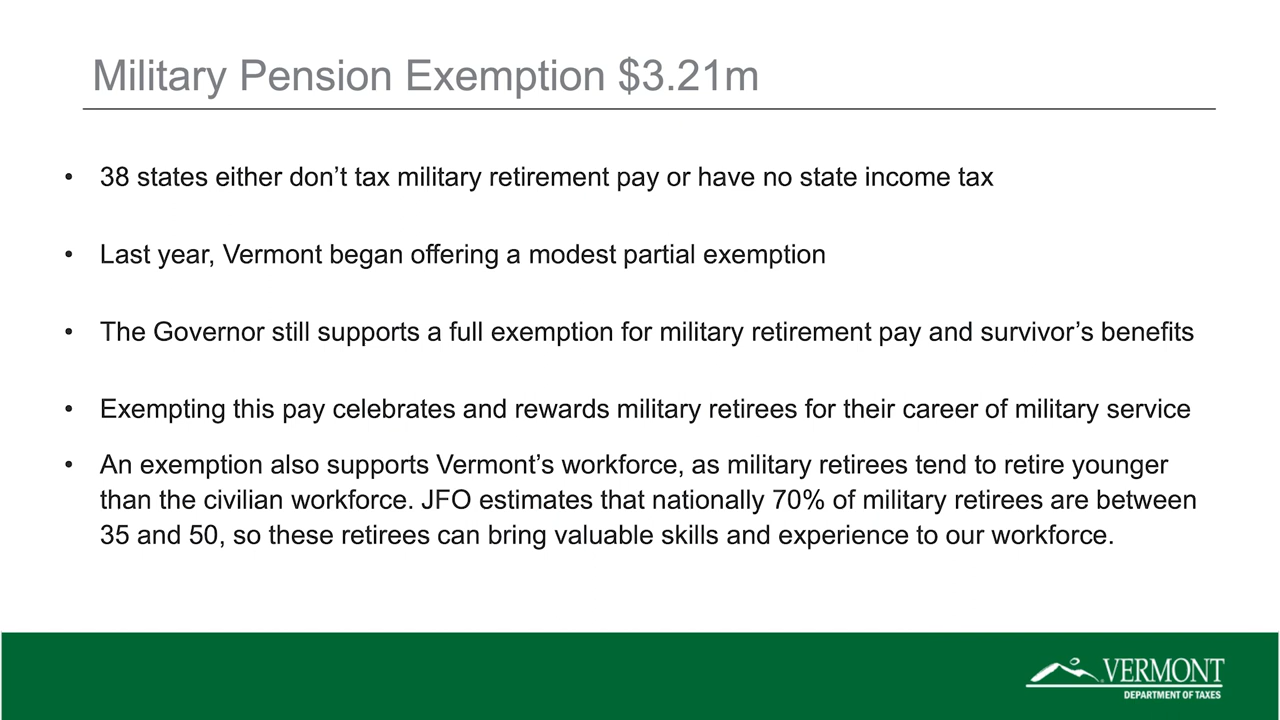 Military Pension Exemption $3.21m
• 38 states either don’t tax military retirement pay or have no state income tax
• Last year, Vermont began offering a modest partial exemption
• The Governor still supports a full exemption for military retirement pay and survivor’s benefits
• Exempting this pay celebrates and rewards military retirees for their career of military service
• An exemption also supports Vermont’s workforce, as military retirees tend to retire younger
than the civilian workforce. JFO estimates that nationally 70% of military retirees are between
35 and 50, so these retirees can bring valuable skills and experience to our workforce.
VERMONT
DEPARTMENT OF TAXES